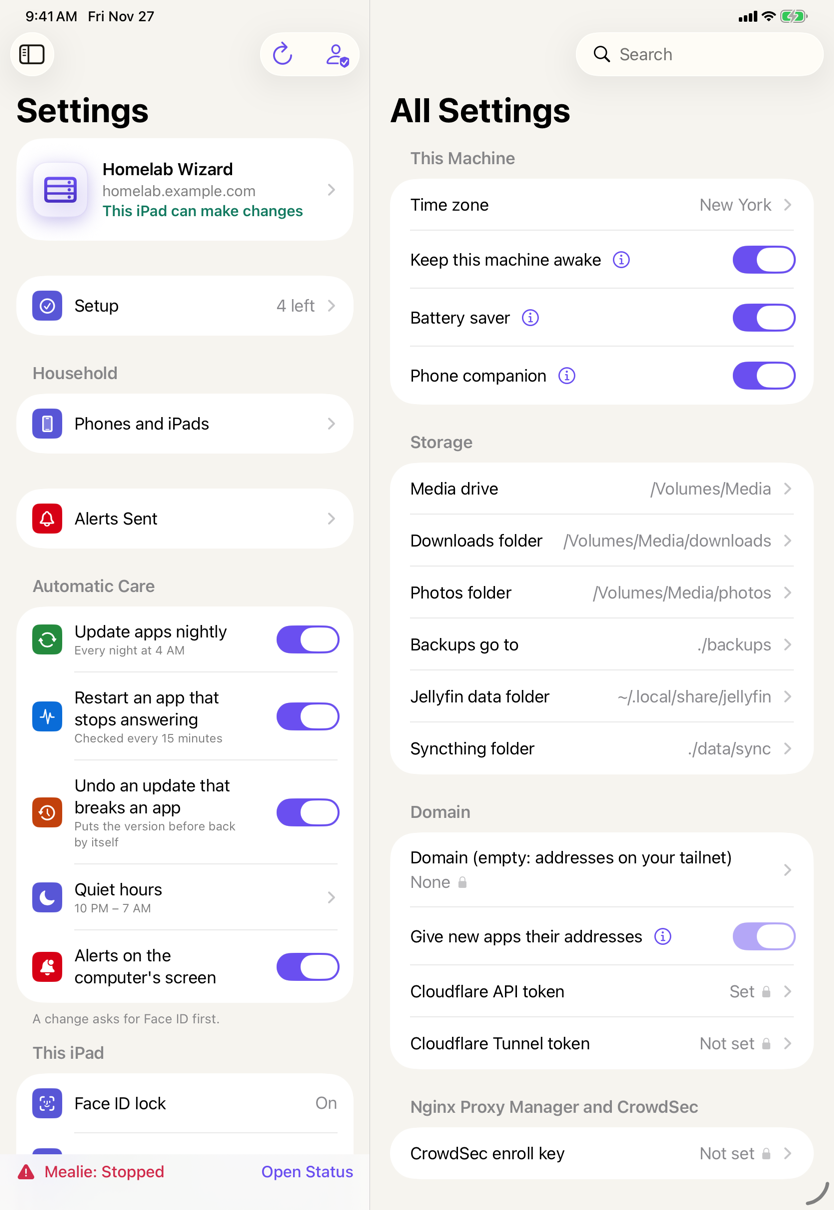 9:41 AM Fri Nov 27
Settings
Homelab Wizard
homelab.example.com
This iPad can make changes
Setup
4 left
Household
Phones and iPads
Alerts Sent
Automatic Care
Update apps nightly
Every night at 4 AM
Restart an app that
stops answering
Checked every 15 minutes
Undo an update that
breaks an app
Puts the version before back
by itself
Quiet hours
10 PM – 7 AM
Alerts on the
computer's screen
A change asks for Face ID first.
This iPad
Face ID lock
On
Mealie: Stopped
Open Status
Search
All Settings
This Machine
Time zone
New York
Keep this machine awake
Battery saver
Phone companion
Storage
Media drive
/Volumes/Media
Downloads folder
/Volumes/Media/downloads
Photos folder
/Volumes/Media/photos
Backups go to
./backups
Jellyfin data folder
~/.local/share/jellyfin
Syncthing folder
./data/sync
Domain
Domain (empty: addresses on your tailnet)
None
Give new apps their addresses
Cloudflare API token
Set
Cloudflare Tunnel token
Not set
Nginx Proxy Manager and CrowdSec
CrowdSec enroll key
Not set